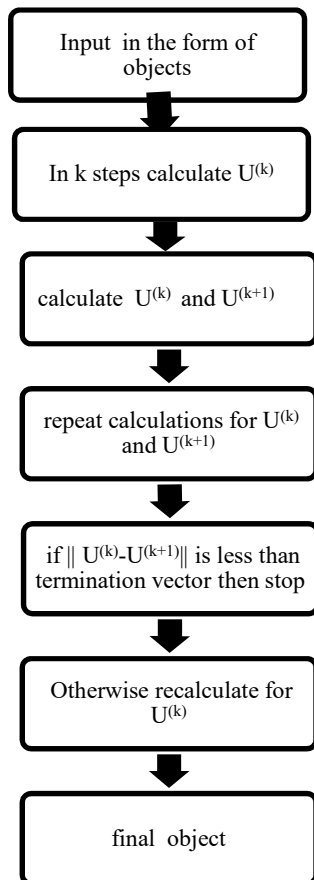 Input in the form of
objects
In k steps calculate U⁽ᵏ⁾
calculate U⁽ᵏ⁾ and U⁽ᵏ⁺¹⁾
repeat calculations for U⁽ᵏ⁾
and U⁽ᵏ⁺¹⁾
if || U⁽ᵏ⁾-U⁽ᵏ⁺¹⁾|| is less than
termination vector then stop
Otherwise recalculate for
U⁽ᵏ⁾
final object